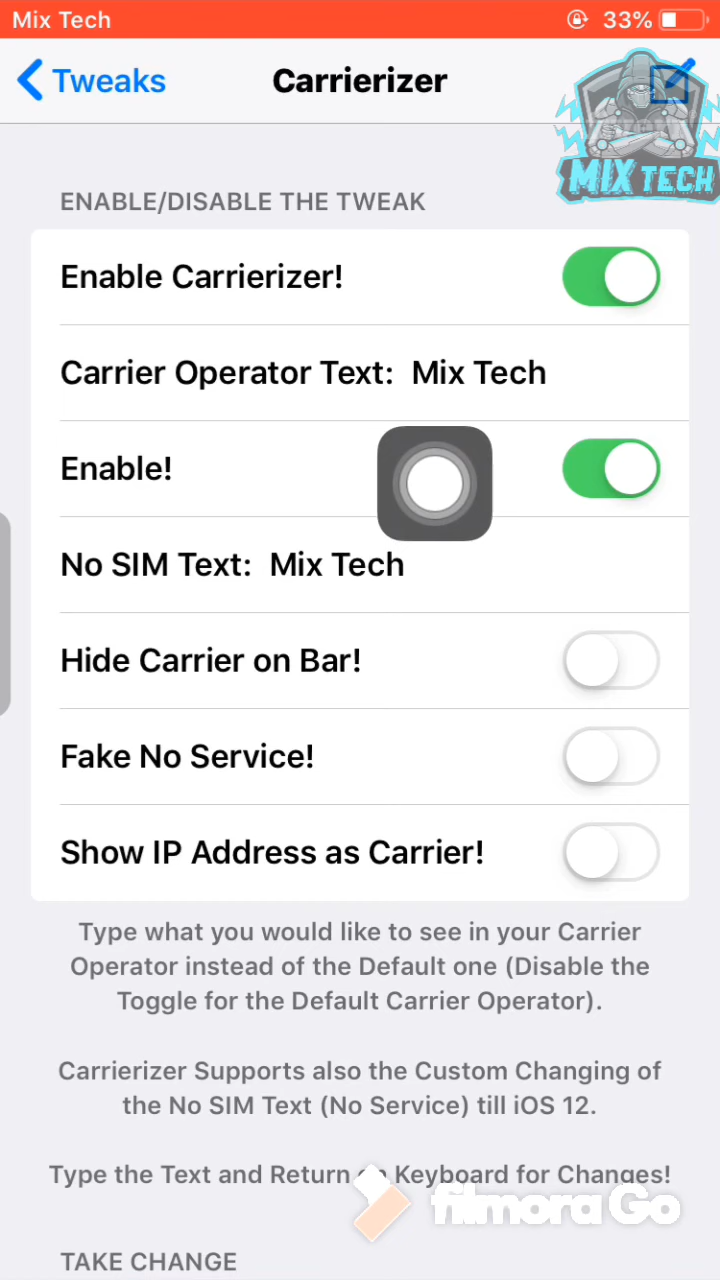 Mix Tech 33%
Tweaks Carrierizer
MIX TECH
ENABLE/DISABLE THE TWEAK
Enable Carrierizer!
Carrier Operator Text: Mix Tech
Enable!
No SIM Text: Mix Tech
Hide Carrier on Bar!
Fake No Service!
Show IP Address as Carrier!
Type what you would like to see in your Carrier
Operator instead of the Default one (Disable the
Toggle for the Default Carrier Operator).
Carrierizer Supports also the Custom Changing of
the No SIM Text (No Service) till iOS 12.
Type the Text and Return on Keyboard for Changes!
filmora Go
TAKE CHANGE